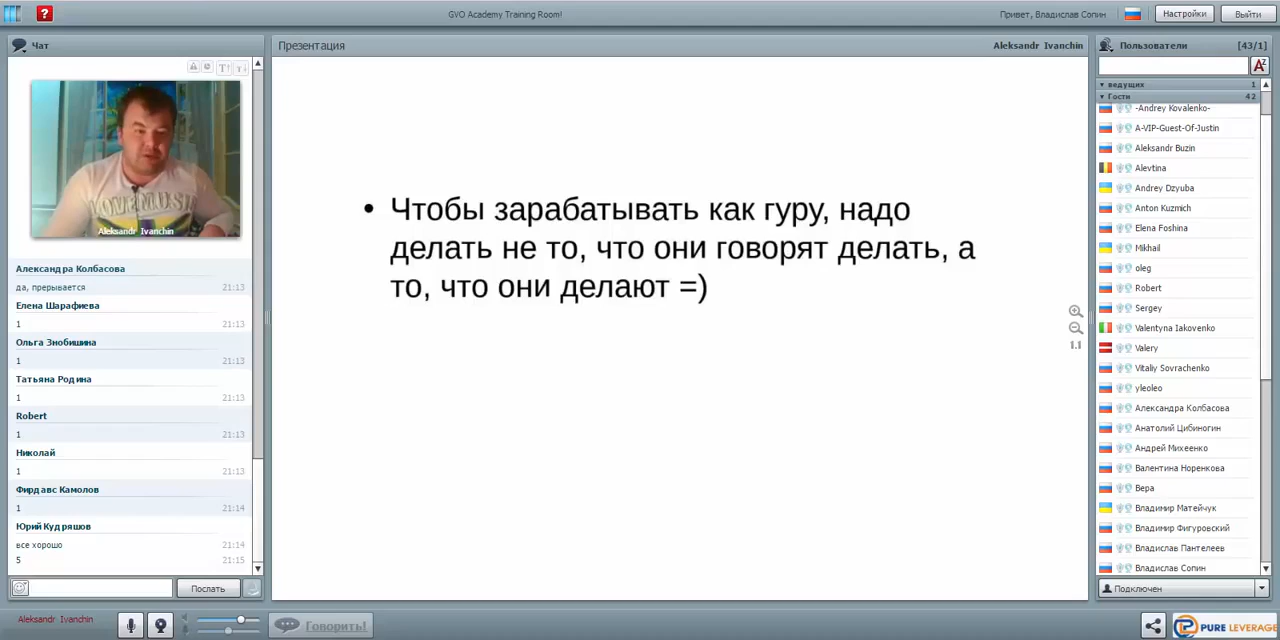 GVO Academy Training Room!
Привет, Владислав Сопин
Настройки
Выйти
Чат
Aleksandr Ivanchin
Александра Колбасова
да, прерывается 21:13
Елена Шарафиева
1 21:13
Ольга Знобишина
1 21:13
Татьяна Родина
1 21:13
Robert
1 21:13
Николай
1 21:13
Фирдавс Камолов
1 21:14
Юрий Кудряшов
все хорошо 21:14
5 21:15
Послать
Презентация
Aleksandr Ivanchin
• Чтобы зарабатывать как гуру, надо
делать не то, что они говорят делать, а
то, что они делают =)
1.1
Пользователи [43/1]
ведущих 1
Гости 42
-Andrey Kovalenko-
A-VIP-Guest-Of-Justin
Aleksandr Buzin
Alevtina
Andrey Dzyuba
Anton Kuzmich
Elena Foshina
Mikhail
oleg
Robert
Sergey
Valentyna Iakovenko
Valery
Vitaliy Sovrachenko
yleoleo
Александра Колбасова
Анатолий Цибиногин
Андрей Михеенко
Валентина Норенкова
Вера
Владимир Матейчук
Владимир Фигуровский
Владислав Пантелеев
Владислав Сопин
Подключен
Aleksandr Ivanchin
Говорить!
PURE LEVERAGE